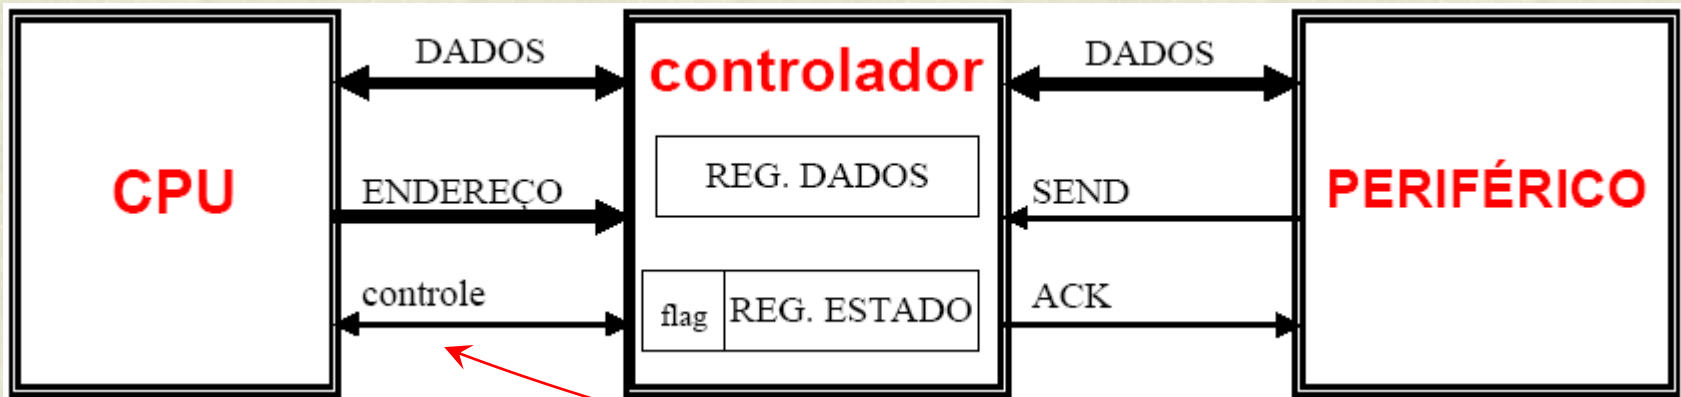 CPU
DADOS
ENDEREÇO
controle
controlador
REG. DADOS
flag
REG. ESTADO
DADOS
SEND
ACK
PERIFÉRICO